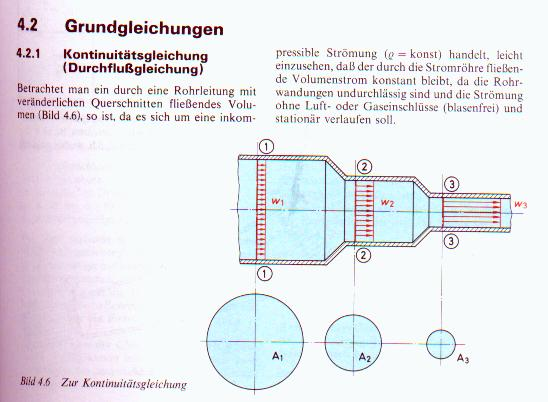 4.2 Grundgleichungen
4.2.1 Kontinuitätsgleichung
(Durchflußgleichung)
Betrachtet man ein durch eine Rohrleitung mit
veränderlichen Querschnitten fließendes Volu-
men (Bild 4.6), so ist, da es sich um eine inkom-
pressible Strömung (ϱ = konst) handelt, leicht
einzusehen, daß der durch die Stromröhre fließen-
de Volumenstrom konstant bleibt, da die Rohr-
wandungen undurchlässig sind und die Strömung
ohne Luft- oder Gaseinschlüsse (blasenfrei) und
stationär verlaufen soll.
1
2
3
w1
w2
w3
1
2
3
A1
A2
A3
Bild 4.6 Zur Kontinuitätsgleichung